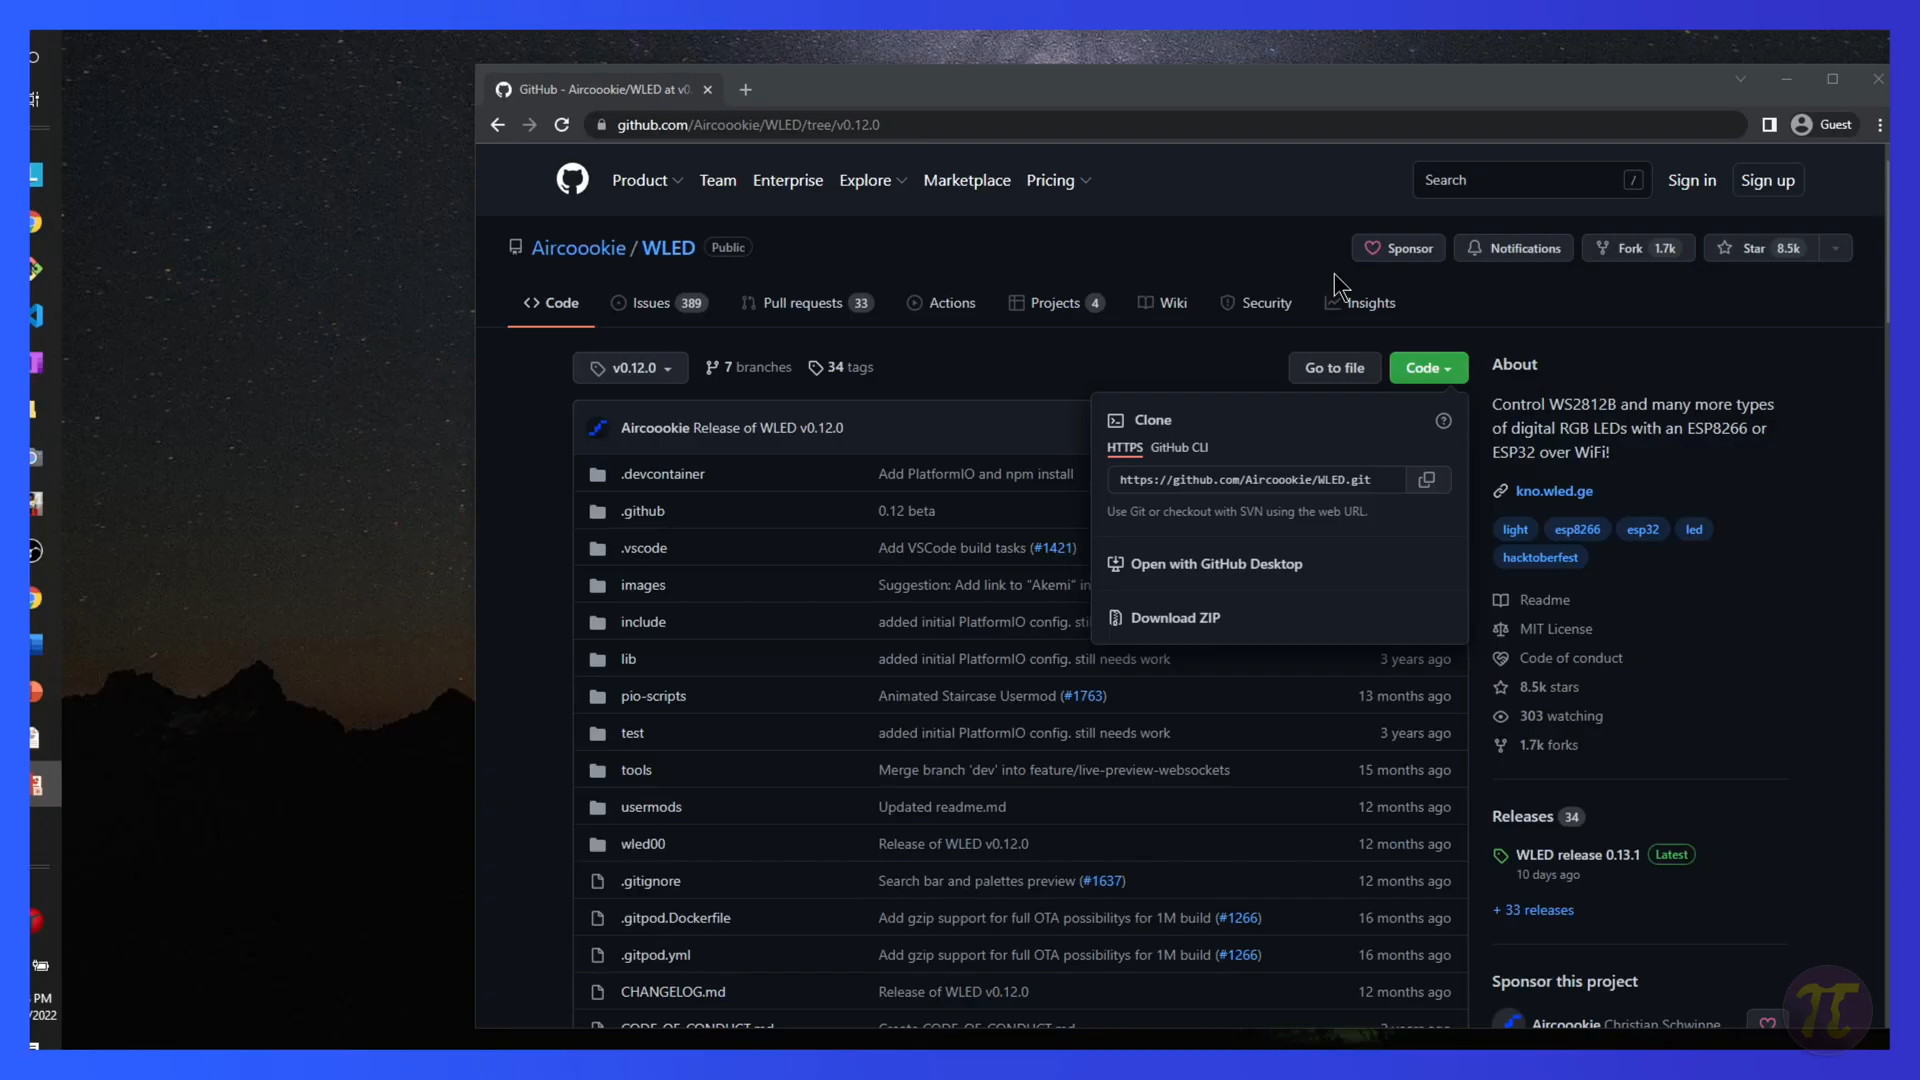 GitHub - Aircoookie/WLED at v0.
github.com/Aircoookie/WLED/tree/v0.12.0
Guest
Product Team Enterprise Explore Marketplace Pricing
Search /
Sign in Sign up
Aircoookie / WLED Public
Sponsor Notifications Fork 1.7k Star 8.5k
Code Issues 389 Pull requests 33 Actions Projects 4 Wiki Security Insights
v0.12.0 7 branches 34 tags
Go to file Code
Aircoookie Release of WLED v0.12.0
Clone
HTTPS GitHub CLI
https://github.com/Aircoookie/WLED.git
Use Git or checkout with SVN using the web URL.
Open with GitHub Desktop
Download ZIP
.devcontainer Add PlatformIO and npm install
.github 0.12 beta
.vscode Add VSCode build tasks (#1421)
images Suggestion: Add link to "Akemi" in
include added initial PlatformIO config. sti
lib added initial PlatformIO config. still needs work 3 years ago
pio-scripts Animated Staircase Usermod (#1763) 13 months ago
test added initial PlatformIO config. still needs work 3 years ago
tools Merge branch 'dev' into feature/live-preview-websockets 15 months ago
usermods Updated readme.md 12 months ago
wled00 Release of WLED v0.12.0 12 months ago
.gitignore Search bar and palettes preview (#1637) 12 months ago
.gitpod.Dockerfile Add gzip support for full OTA possibilitys for 1M build (#1266) 16 months ago
.gitpod.yml Add gzip support for full OTA possibilitys for 1M build (#1266) 16 months ago
CHANGELOG.md Release of WLED v0.12.0 12 months ago
CODE_OF_CONDUCT.md Create CODE_OF_CONDUCT.md
About
Control WS2812B and many more types
of digital RGB LEDs with an ESP8266 or
ESP32 over WiFi!
kno.wled.ge
light esp8266 esp32 led
hacktoberfest
Readme
MIT License
Code of conduct
8.5k stars
303 watching
1.7k forks
Releases 34
WLED release 0.13.1 Latest
10 days ago
+ 33 releases
Sponsor this project
Aircoookie Christian Schwinne
PM
/2022
π